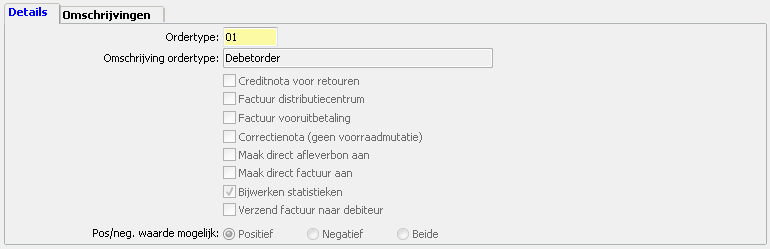 Details Omschrijvingen
Ordertype: 01
Omschrijving ordertype: Debetorder
Creditnota voor retouren
Factuur distributiecentrum
Factuur vooruitbetaling
Correctienota (geen voorraadmutatie)
Maak direct afleverbon aan
Maak direct factuur aan
Bijwerken statistieken
Verzend factuur naar debiteur
Pos/neg. waarde mogelijk: Positief Negatief Beide